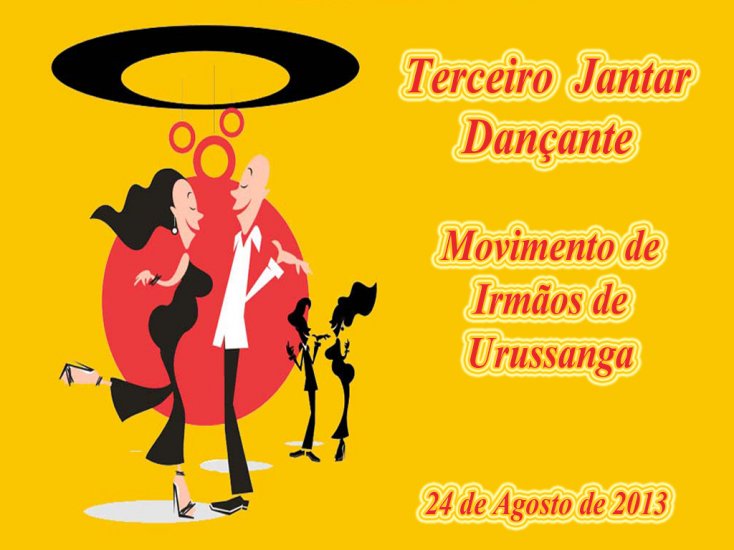 Terceiro Jantar
Dançante
Movimento de
Irmãos de
Urussanga
24 de Agosto de 2013